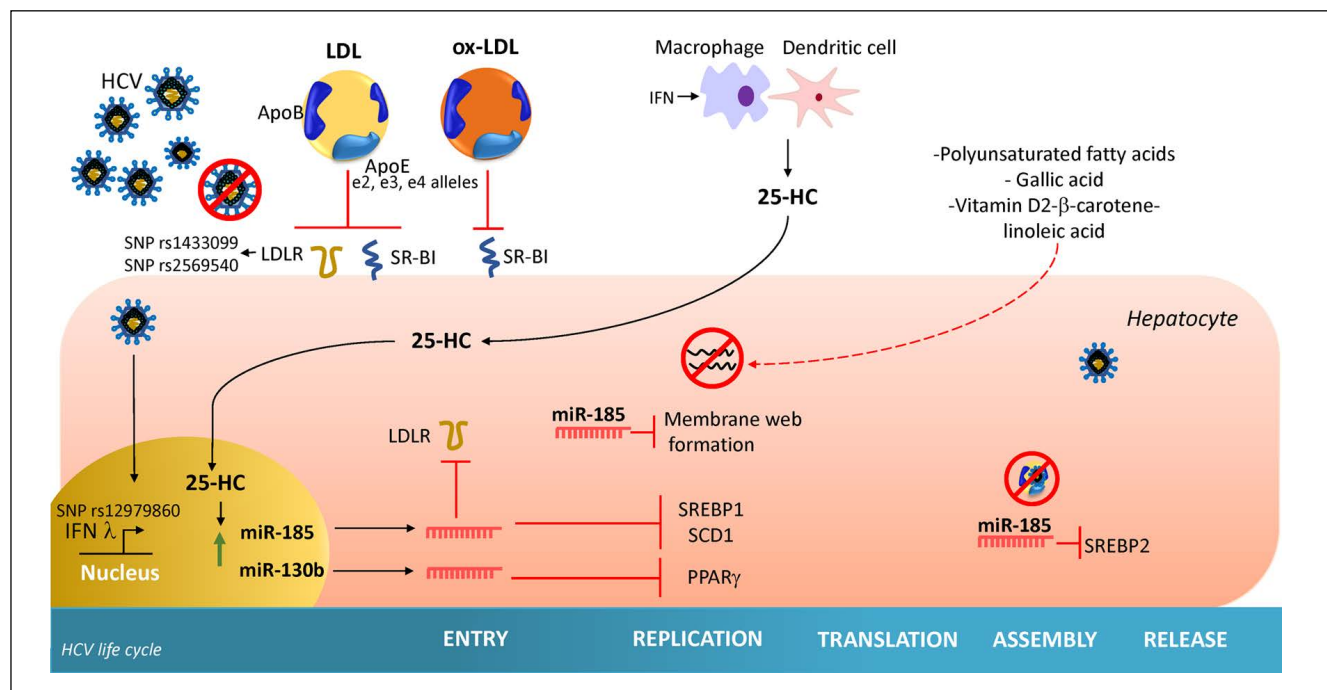 HCV
LDL
ox-LDL
ApoB
ApoE
e2, e3, e4 alleles
Macrophage
Dendritic cell
IFN
25-HC
-Polyunsaturated fatty acids
- Gallic acid
-Vitamin D2-β-carotene-
linoleic acid
SNP rs1433099
SNP rs2569540
LDLR
SR-BI
SR-BI
Hepatocyte
25-HC
miR-185
Membrane web
formation
LDLR
25-HC
SNP rs12979860
IFN λ
Nucleus
miR-185
miR-130b
SREBP1
SCD1
PPARγ
miR-185
SREBP2
HCV life cycle
ENTRY
REPLICATION
TRANSLATION
ASSEMBLY
RELEASE